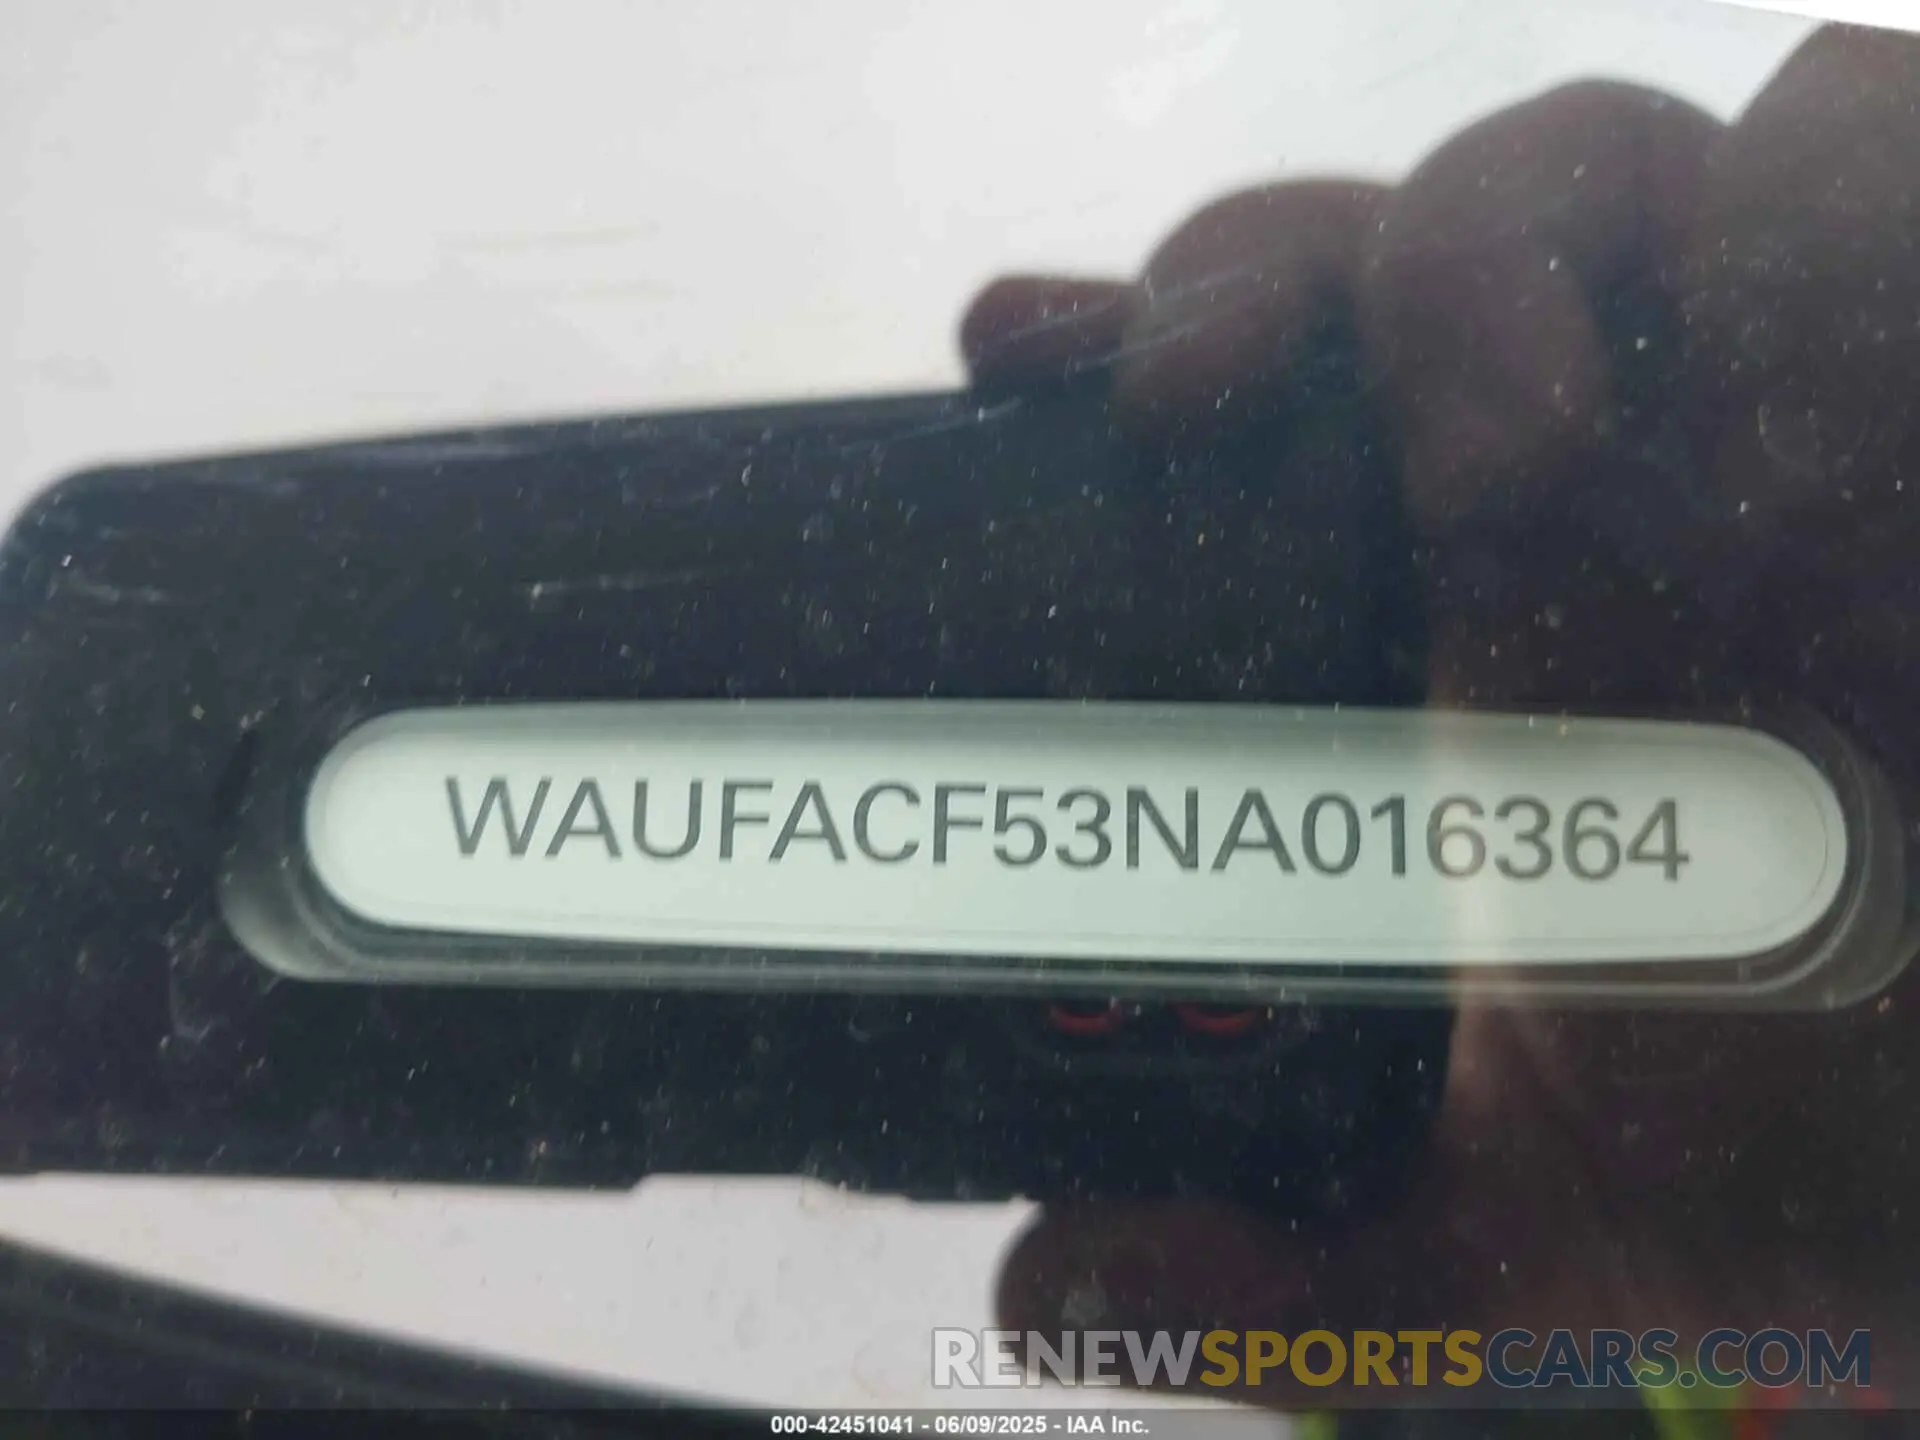 WAUFACF53NA016364
RENEWSPORTSCARS.COM
000-42451041 - 06/09/2025 - IAA Inc.